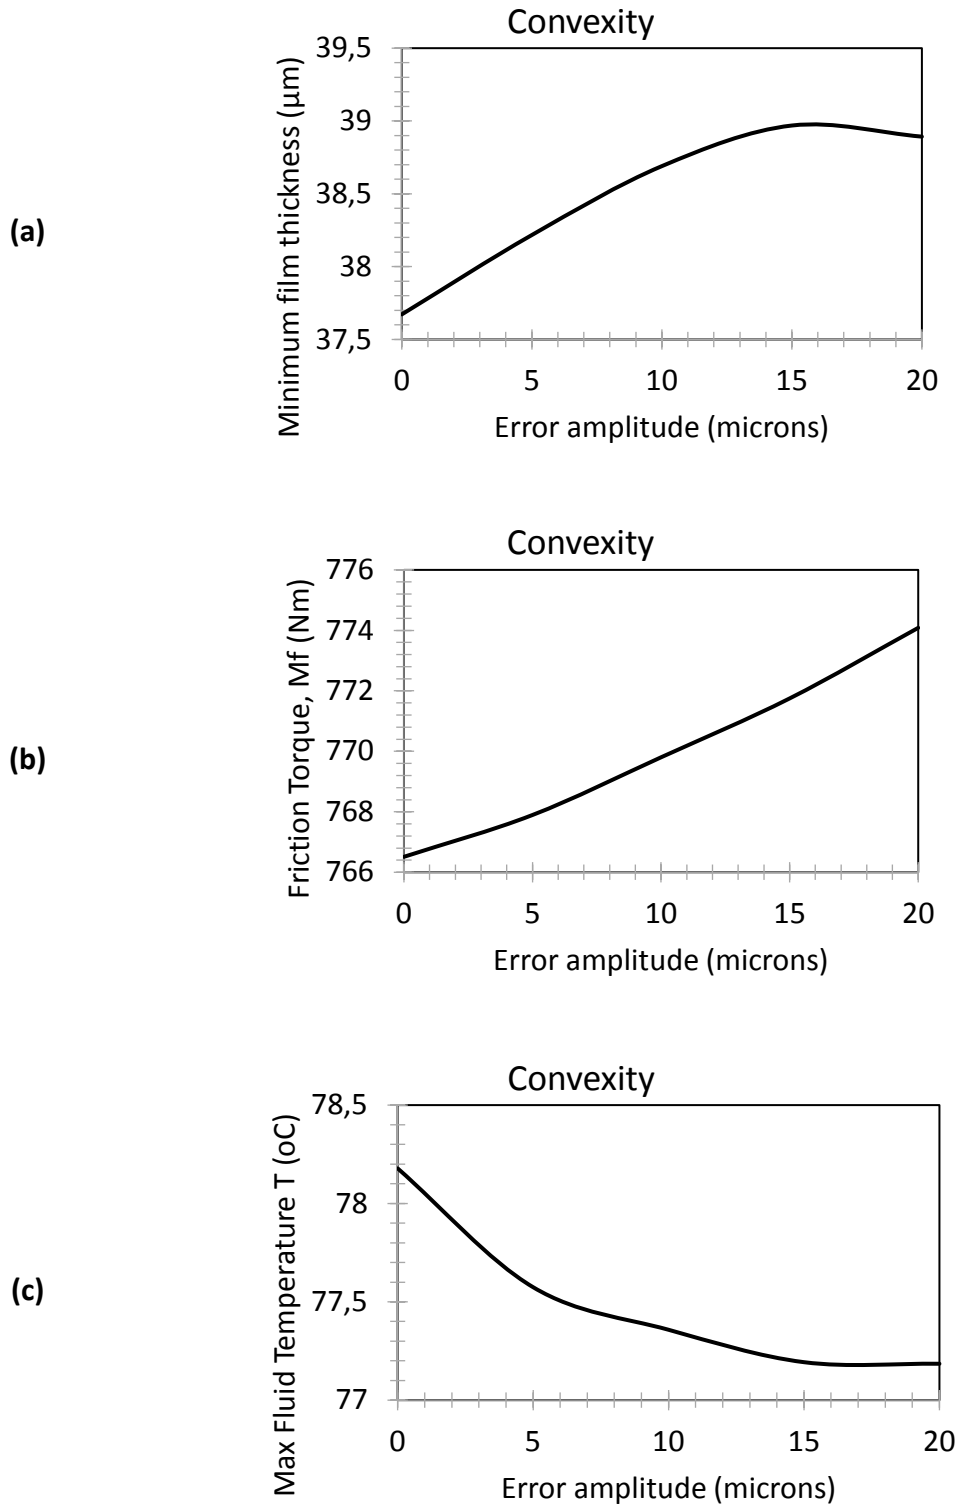 Convexity
39,5
39
38,5
38
37,5
Minimum film thickness (µm)
(a)
0 5 10 15 20
Error amplitude (microns)
Convexity
776
774
772
770
768
766
Friction Torque, Mf (Nm)
(b)
0 5 10 15 20
Error amplitude (microns)
Convexity
78,5
78
77,5
77
Max Fluid Temperature T (oC)
(c)
0 5 10 15 20
Error amplitude (microns)